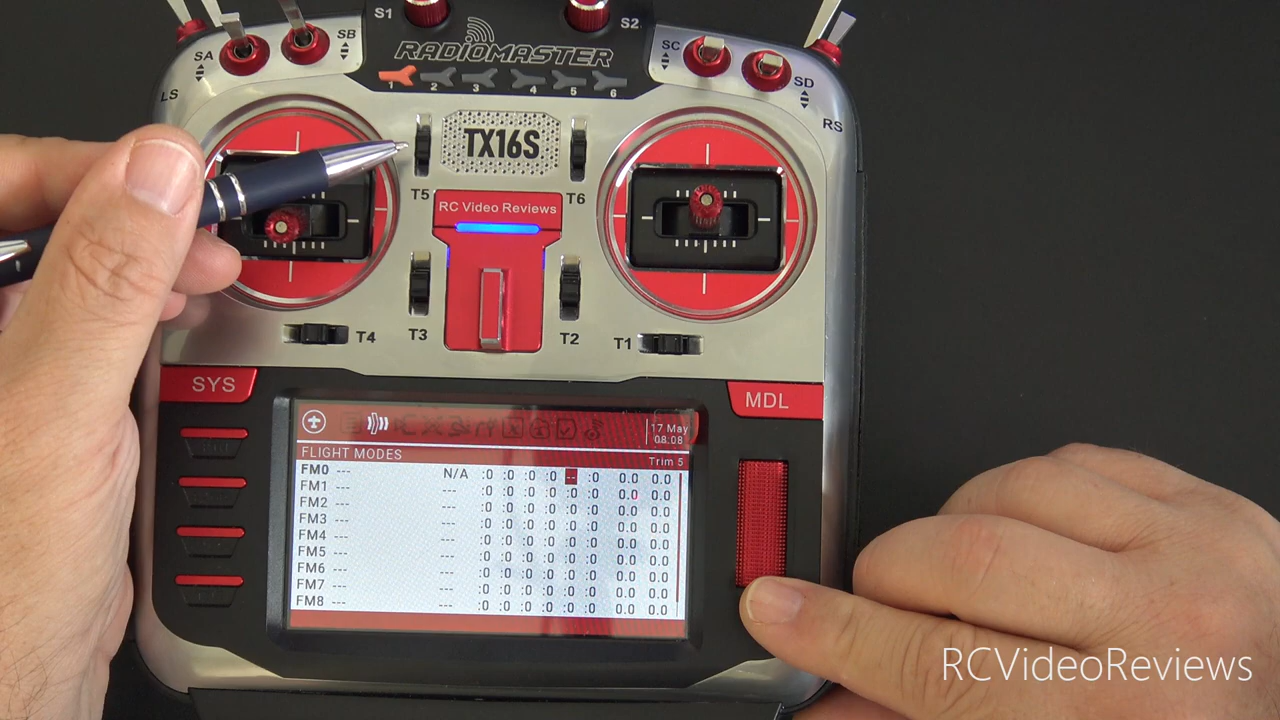 S1
S2
SA
SB
SC
SD
LS
RS
RADIOMASTER
1 2 3 4 5 6
TX16S
T5
T6
RC Video Reviews
T4
T3
T2
T1
SYS
MDL
17 May
08:08
FLIGHT MODES
Trim 5
FM0 --- N/A :0 :0 :0 :0 -- :0 0.0 0.0
FM1 --- --- :0 :0 :0 :0 :0 :0 0.0 0.0
FM2 --- --- :0 :0 :0 :0 :0 :0 0.0 0.0
FM3 --- --- :0 :0 :0 :0 :0 :0 0.0 0.0
FM4 --- --- :0 :0 :0 :0 :0 :0 0.0 0.0
FM5 --- --- :0 :0 :0 :0 :0 :0 0.0 0.0
FM6 --- --- :0 :0 :0 :0 :0 :0 0.0 0.0
FM7 --- --- :0 :0 :0 :0 :0 :0 0.0 0.0
FM8 --- --- :0 :0 :0 :0 :0 :0 0.0 0.0
RCVideoReviews